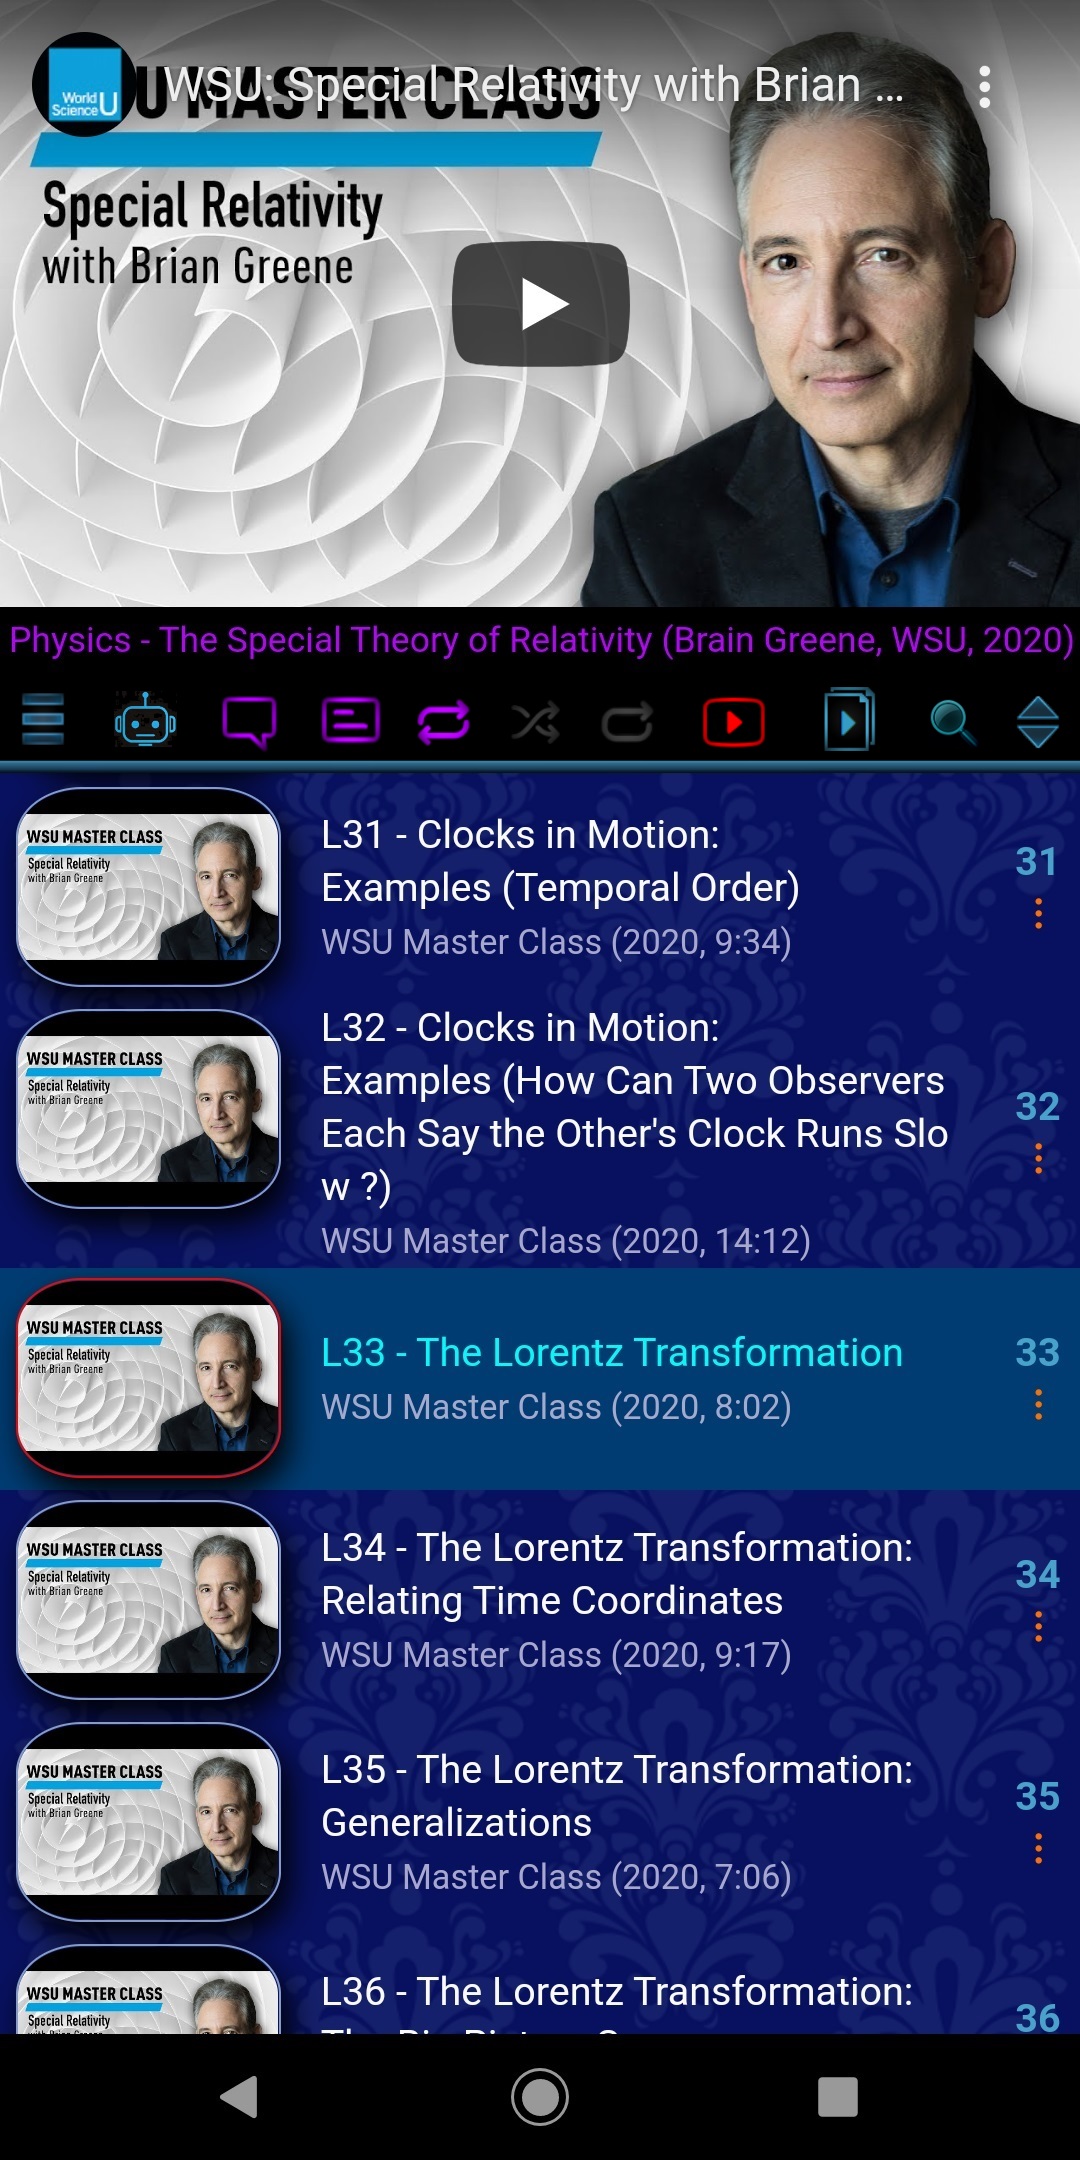 World
Science U
U MASTER CLASS
WSU: Special Relativity with Brian ...
Special Relativity
with Brian Greene
Physics - The Special Theory of Relativity (Brain Greene, WSU, 2020)
WSU MASTER CLASS
Special Relativity
with Brian Greene
L31 - Clocks in Motion:
Examples (Temporal Order)
WSU Master Class (2020, 9:34)
31
WSU MASTER CLASS
Special Relativity
with Brian Greene
L32 - Clocks in Motion:
Examples (How Can Two Observers
Each Say the Other's Clock Runs Slo
w ?)
WSU Master Class (2020, 14:12)
32
WSU MASTER CLASS
Special Relativity
with Brian Greene
L33 - The Lorentz Transformation
WSU Master Class (2020, 8:02)
33
WSU MASTER CLASS
Special Relativity
with Brian Greene
L34 - The Lorentz Transformation:
Relating Time Coordinates
WSU Master Class (2020, 9:17)
34
WSU MASTER CLASS
Special Relativity
with Brian Greene
L35 - The Lorentz Transformation:
Generalizations
WSU Master Class (2020, 7:06)
35
WSU MASTER CLASS
Special Relativity
L36 - The Lorentz Transformation:
36